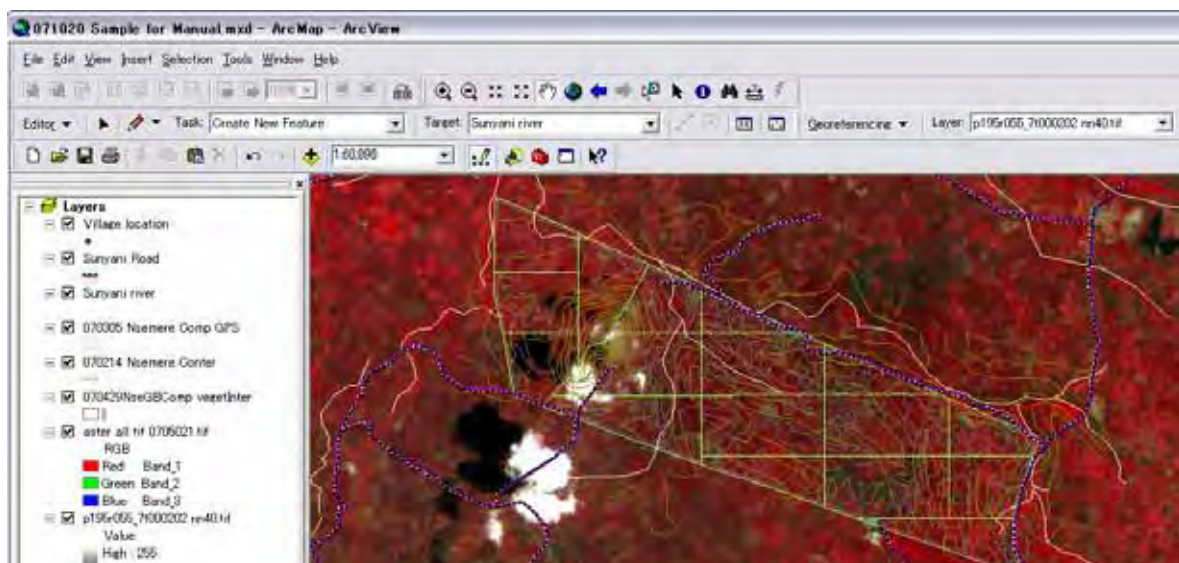 071020 Sample for Manual.mxd - ArcMap - ArcView
File Edit View Insert Selection Tools Window Help
Editor Task: Create New Feature Target: Sunyani river Georeferencing Layer: p195r055_7t000202 nn40.tif
1:60,896
Layers
Village location
Sunyani Road
Sunyani river
070305 Nsemere Comp GPS
070214 Nsemere Conter
070429NseGBComp vegetInter
aster all tif 0705021.tif
RGB
Red Band_1
Green Band_2
Blue Band_3
p195r055_7t000202 nn40.tif
Value
High : 255